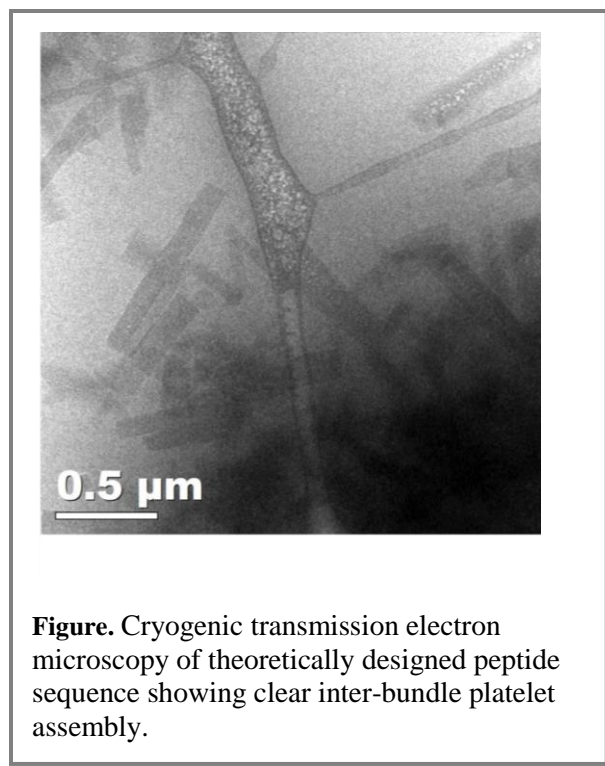 0.5 µm
Figure. Cryogenic transmission electron
microscopy of theoretically designed peptide
sequence showing clear inter-bundle platelet
assembly.